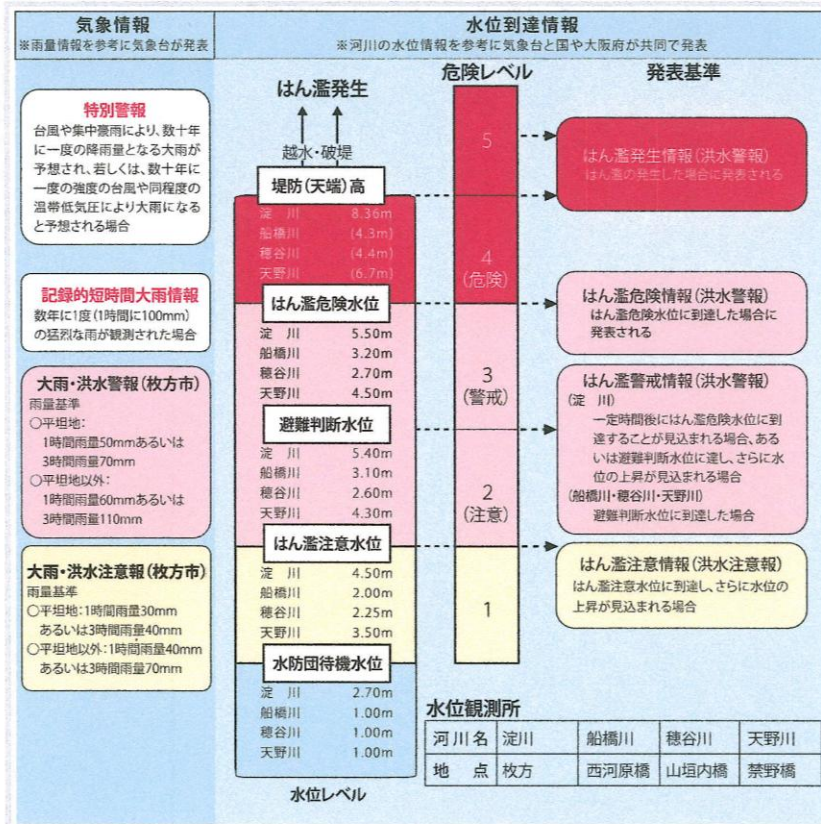 気象情報
※雨量情報を参考に気象台が発表
水位到達情報
※河川の水位情報を参考に気象台と国や大阪府が共同で発表
特別警報
台風や集中豪雨により、数十年
に一度の降雨量となる大雨が
予想され、若しくは、数十年に
一度の強度の台風や同程度の
温帯低気圧により大雨になる
と予想される場合
記録的短時間大雨情報
数年に1度(1時間に100mm)
の猛烈な雨が観測された場合
大雨・洪水警報(枚方市)
雨量基準
○平坦地:
1時間雨量50mmあるいは
3時間雨量70mm
○平坦地以外:
1時間雨量60mmあるいは
3時間雨量110mm
大雨・洪水注意報(枚方市)
雨量基準
○平坦地:1時間雨量30mm
あるいは3時間雨量40mm
○平坦地以外:1時間雨量40mm
あるいは3時間雨量70mm
はん濫発生
越水・破堤
堤防(天端)高
淀 川 8.36m
船橋川 (4.3m)
穂谷川 (4.4m)
天野川 (6.7m)
はん濫危険水位
淀 川 5.50m
船橋川 3.20m
穂谷川 2.70m
天野川 4.50m
避難判断水位
淀 川 5.40m
船橋川 3.10m
穂谷川 2.60m
天野川 4.30m
はん濫注意水位
淀 川 4.50m
船橋川 2.00m
穂谷川 2.25m
天野川 3.50m
水防団待機水位
淀 川 2.70m
船橋川 1.00m
穂谷川 1.00m
天野川 1.00m
水位レベル
危険レベル
5
4
(危険)
3
(警戒)
2
(注意)
1
発表基準
はん濫発生情報(洪水警報)
はん濫の発生した場合に発表される
はん濫危険情報(洪水警報)
はん濫危険水位に到達した場合に
発表される
はん濫警戒情報(洪水警報)
(淀 川)
一定時間後にはん濫危険水位に到
達することが見込まれる場合、ある
いは避難判断水位に達し、さらに水
位の上昇が見込まれる場合
(船橋川・穂谷川・天野川)
避難判断水位に到達した場合
はん濫注意情報(洪水注意報)
はん濫注意水位に到達し、さらに水位の
上昇が見込まれる場合
水位観測所
河川名 淀川 船橋川 穂谷川 天野川
地 点 枚方 西河原橋 山垣内橋 禁野橋